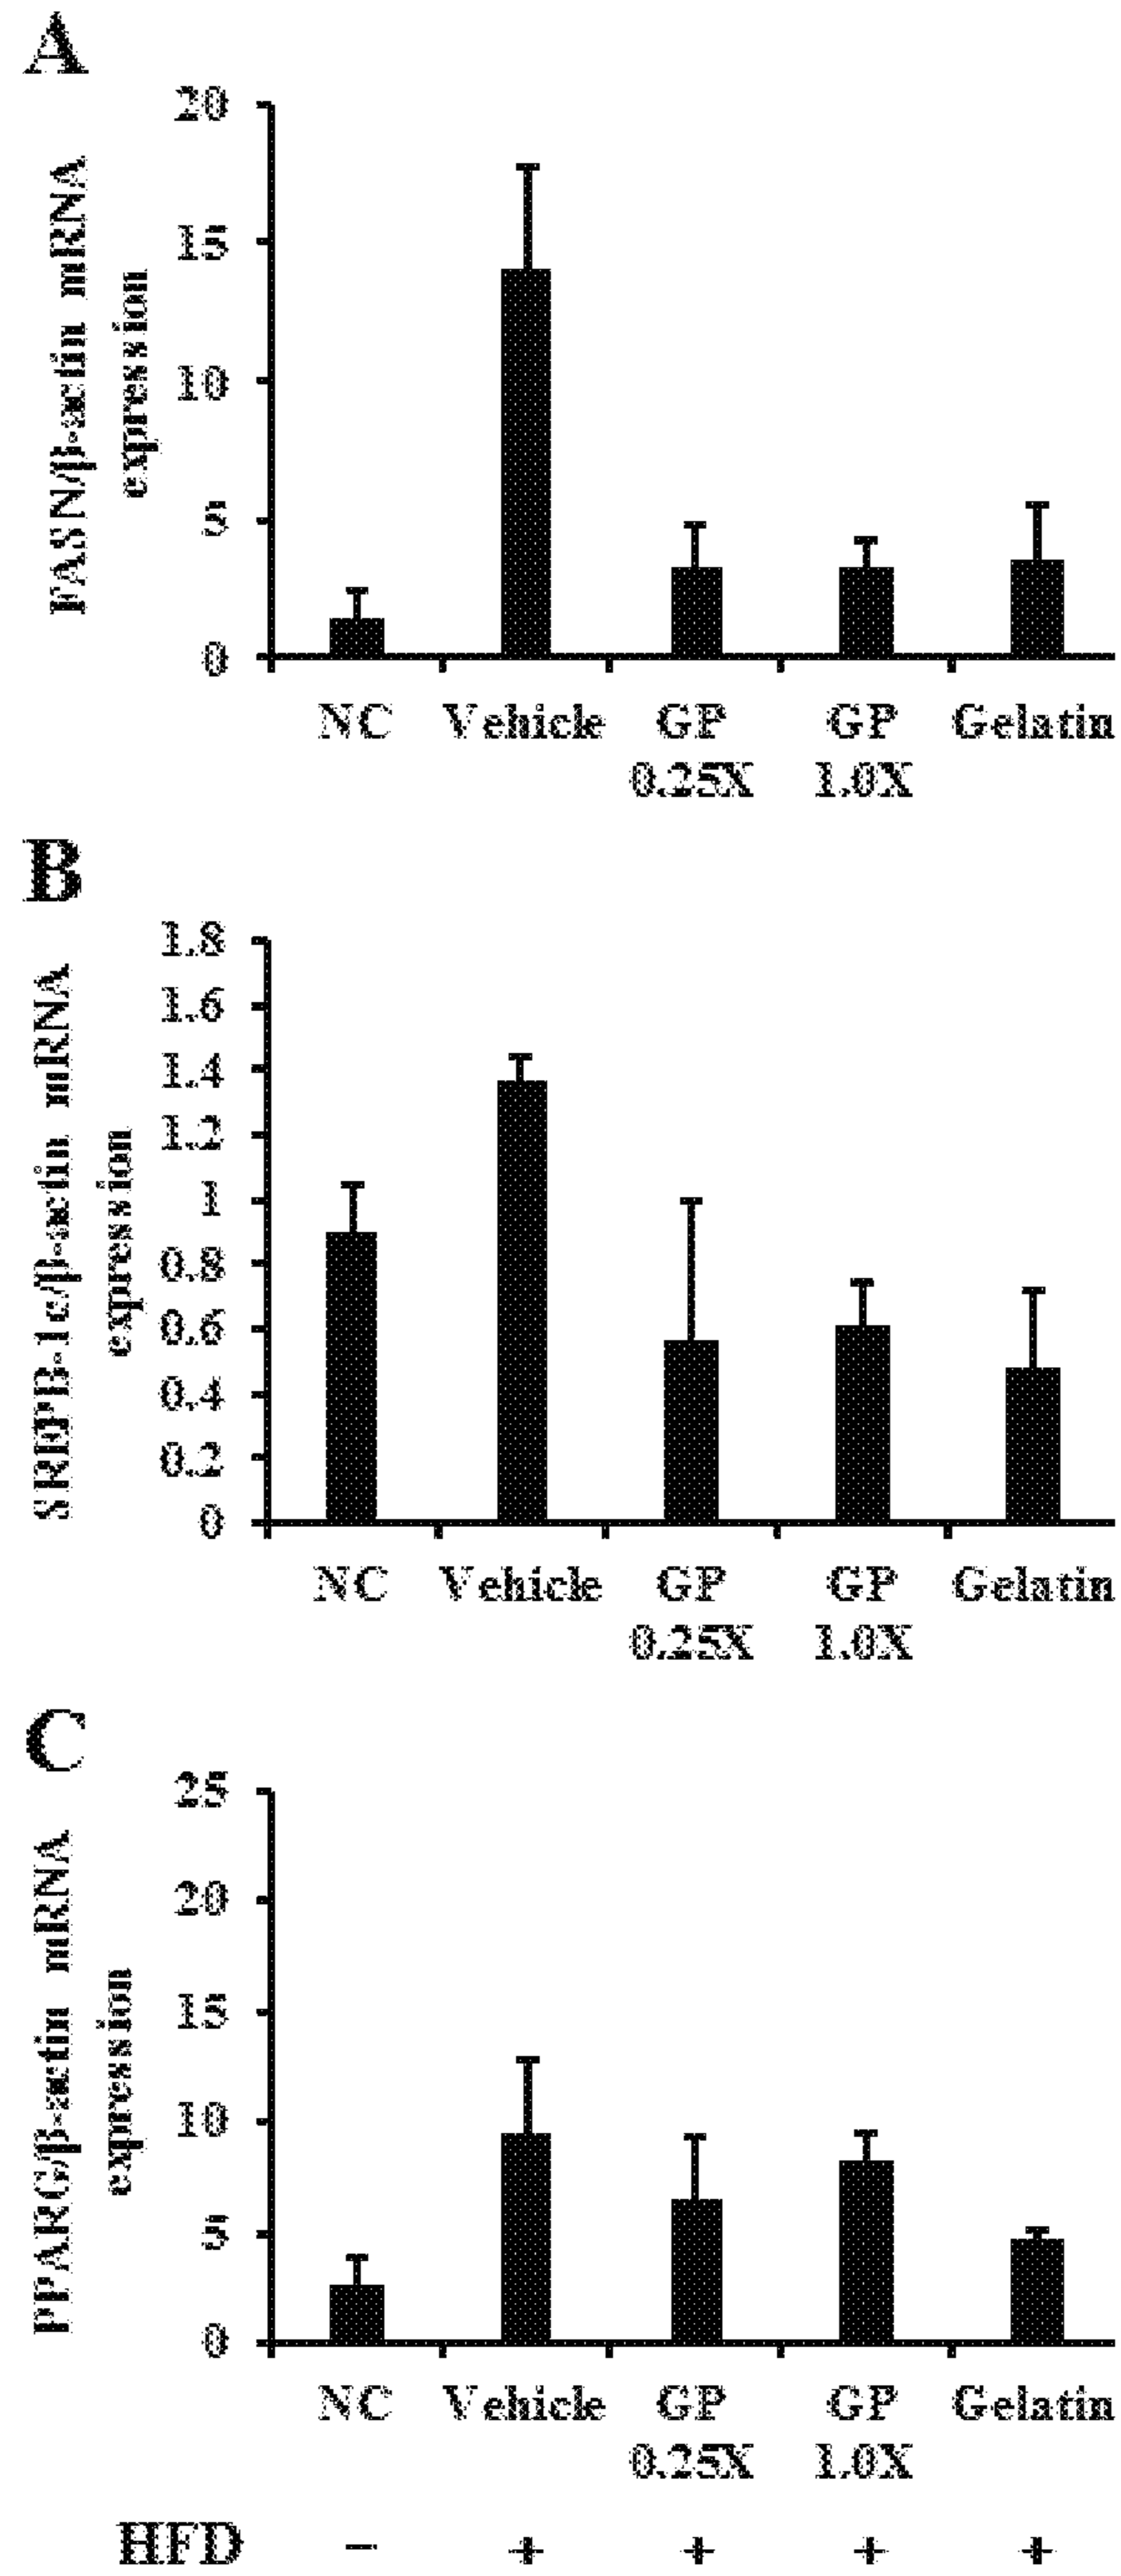 A
FASN/β-actin mRNA
expression
20
15
10
5
0
NC Vehicle GP GP Gelatin
0.25X 1.0X
B
SREPB-1c/β-actin mRNA
expression
1.8
1.6
1.4
1.2
1
0.8
0.6
0.4
0.2
0
NC Vehicle GP GP Gelatin
0.25X 1.0X
C
PPARG/β-actin mRNA
expression
25
20
15
10
5
0
NC Vehicle GP GP Gelatin
0.25X 1.0X
HFD − + + + +